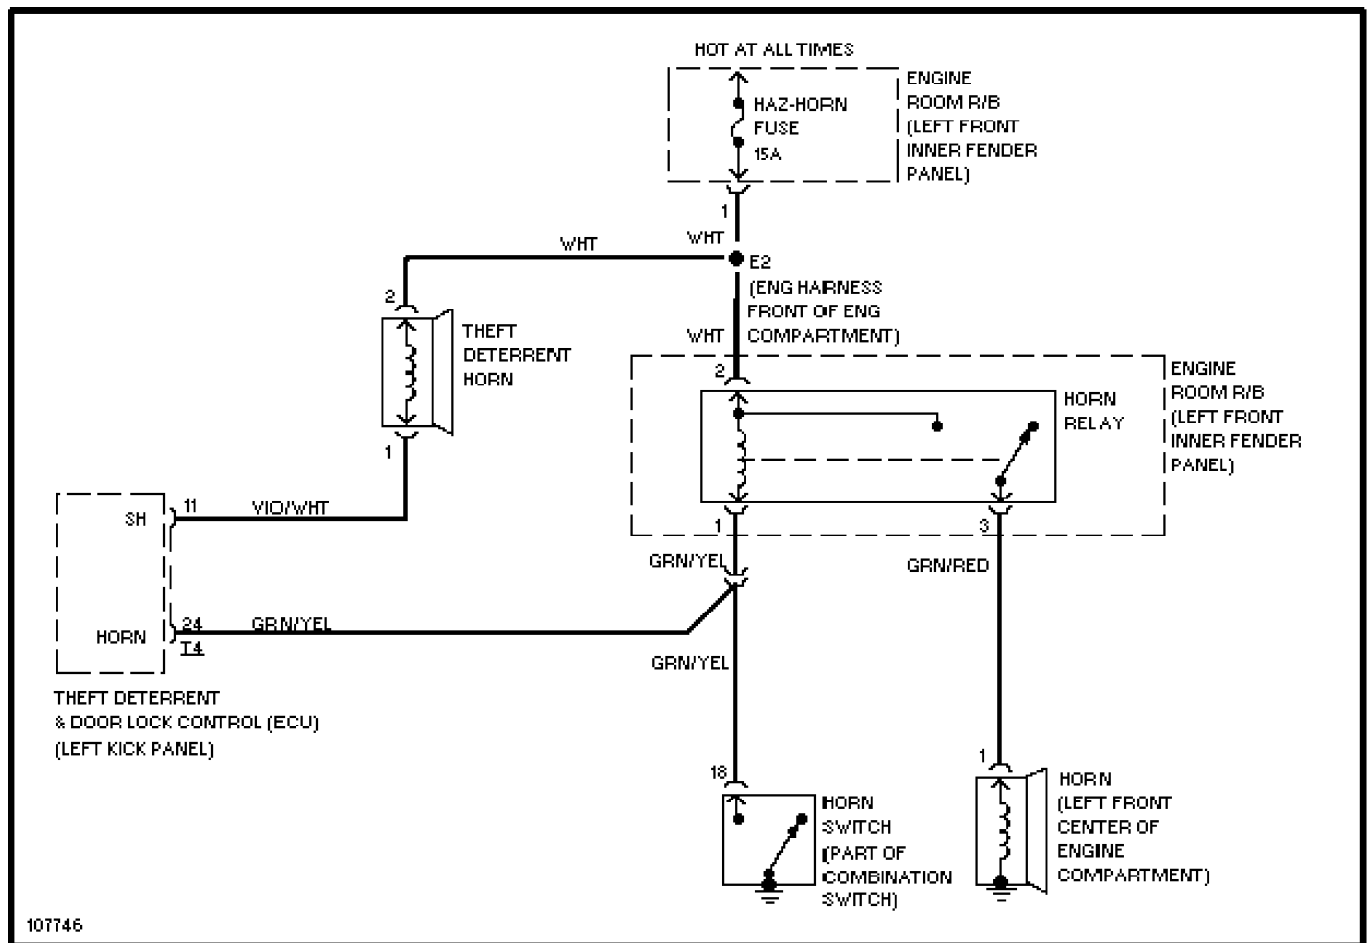 HOT AT ALL TIMES
HAZ-HORN
FUSE
15A
ENGINE
ROOM R/B
(LEFT FRONT
INNER FENDER
PANEL)
1
WHT
WHT
E2
(ENG HAIRNESS
FRONT OF ENG
COMPARTMENT)
WHT
2
THEFT
DETERRENT
HORN
1
2
HORN
RELAY
ENGINE
ROOM R/B
(LEFT FRONT
INNER FENDER
PANEL)
SH
11
VIO/WHT
1
3
GRN/YEL
GRN/RED
HORN
24
T4
GRN/YEL
GRN/YEL
THEFT DETERRENT
& DOOR LOCK CONTROL (ECU)
(LEFT KICK PANEL)
18
HORN
SWITCH
(PART OF
COMBINATION
SWITCH)
1
HORN
(LEFT FRONT
CENTER OF
ENGINE
COMPARTMENT)
107746